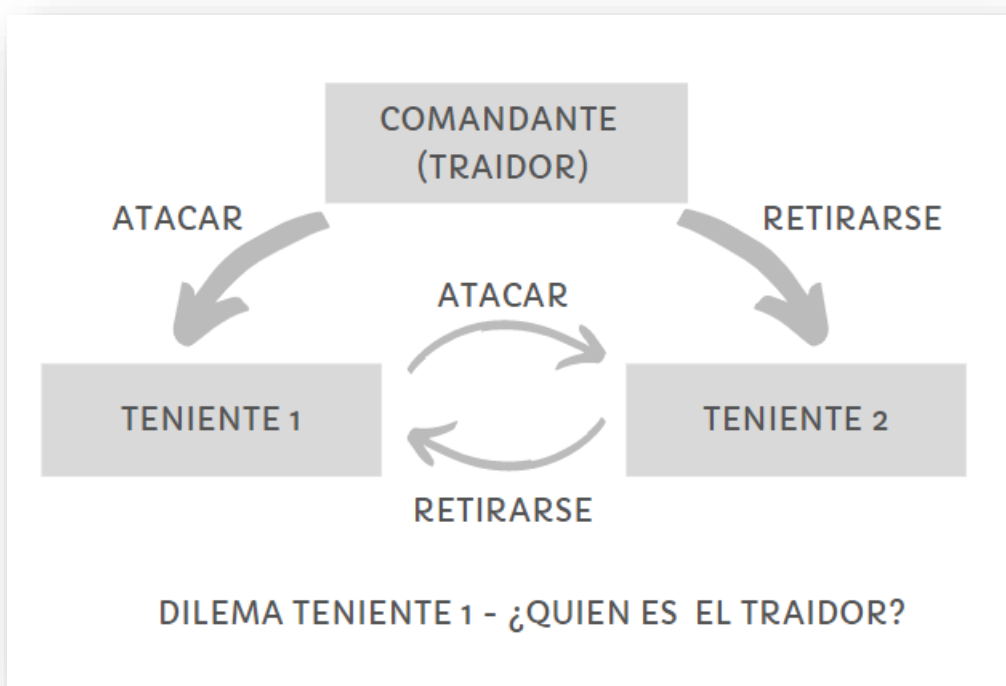 COMANDANTE
(TRAIDOR)
ATACAR
RETIRARSE
ATACAR
TENIENTE 1
TENIENTE 2
RETIRARSE
DILEMA TENIENTE 1 - ¿QUIEN ES EL TRAIDOR?